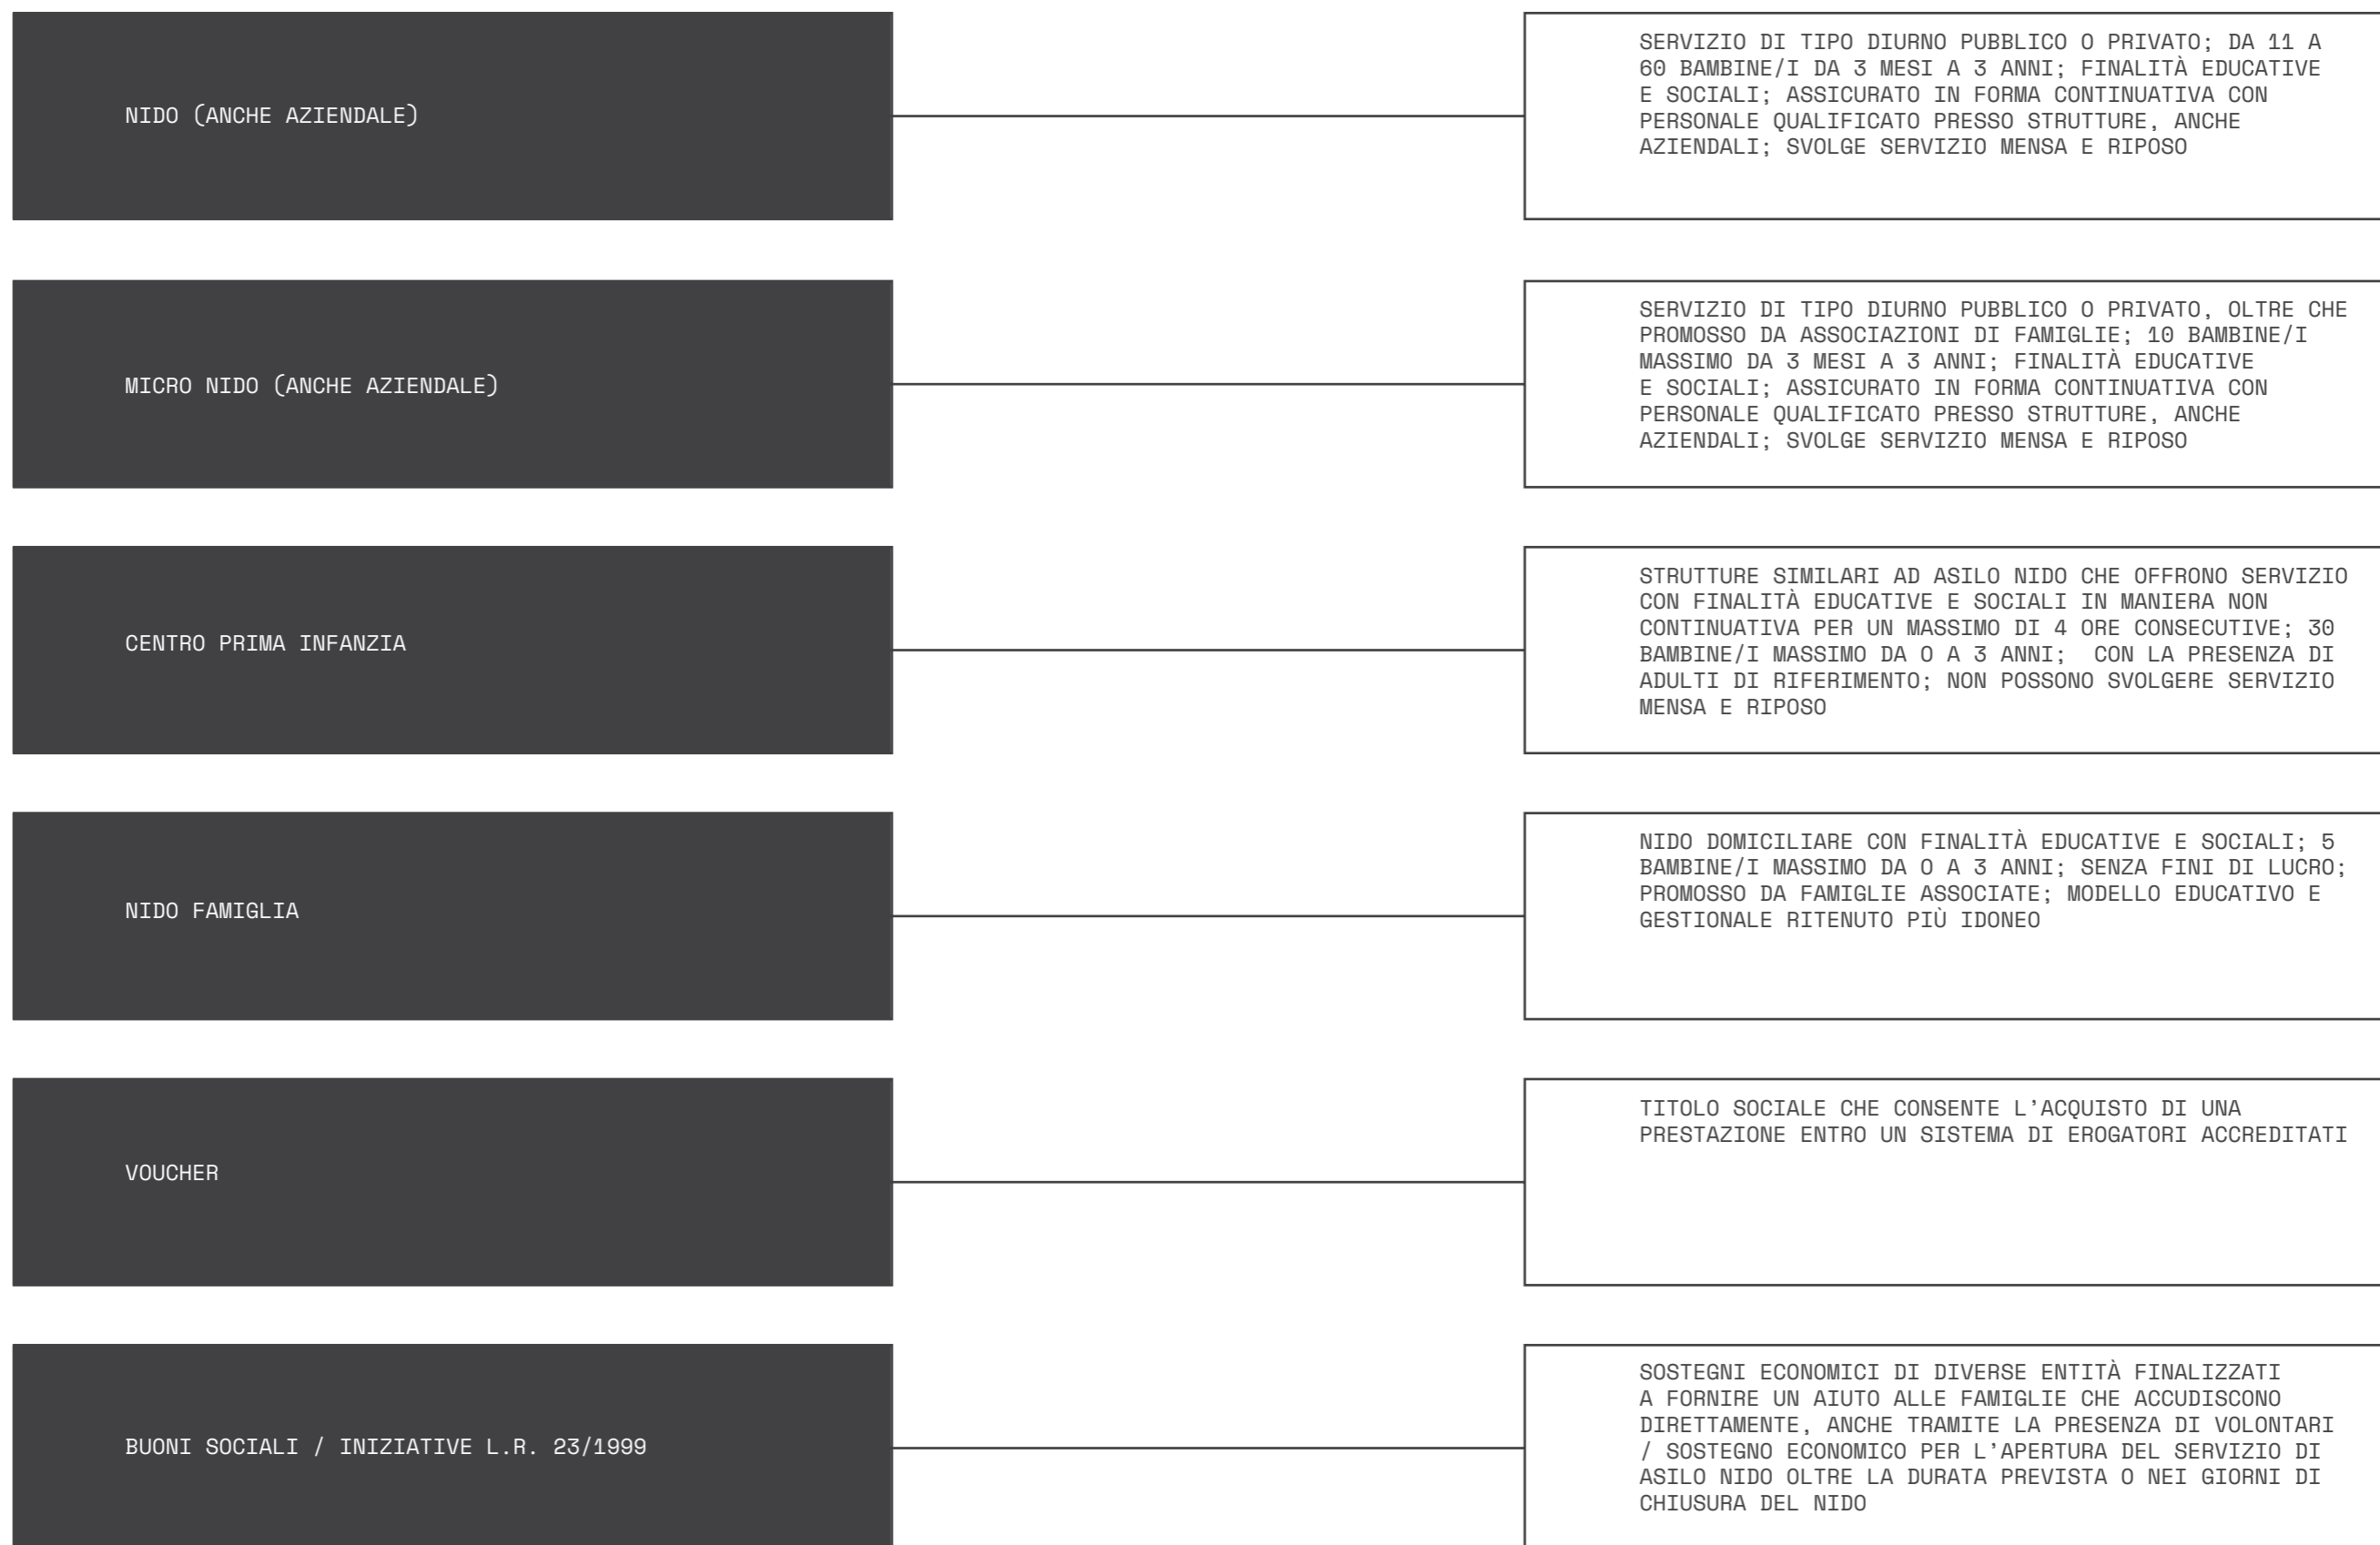 NIDO (ANCHE AZIENDALE)
SERVIZIO DI TIPO DIURNO PUBBLICO O PRIVATO; DA 11 A
60 BAMBINE/I DA 3 MESI A 3 ANNI; FINALITÀ EDUCATIVE
E SOCIALI; ASSICURATO IN FORMA CONTINUATIVA CON
PERSONALE QUALIFICATO PRESSO STRUTTURE, ANCHE
AZIENDALI; SVOLGE SERVIZIO MENSA E RIPOSO
MICRO NIDO (ANCHE AZIENDALE)
SERVIZIO DI TIPO DIURNO PUBBLICO O PRIVATO, OLTRE CHE
PROMOSSO DA ASSOCIAZIONI DI FAMIGLIE; 10 BAMBINE/I
MASSIMO DA 3 MESI A 3 ANNI; FINALITÀ EDUCATIVE
E SOCIALI; ASSICURATO IN FORMA CONTINUATIVA CON
PERSONALE QUALIFICATO PRESSO STRUTTURE, ANCHE
AZIENDALI; SVOLGE SERVIZIO MENSA E RIPOSO
CENTRO PRIMA INFANZIA
STRUTTURE SIMILARI AD ASILO NIDO CHE OFFRONO SERVIZIO
CON FINALITÀ EDUCATIVE E SOCIALI IN MANIERA NON
CONTINUATIVA PER UN MASSIMO DI 4 ORE CONSECUTIVE; 30
BAMBINE/I MASSIMO DA 0 A 3 ANNI;  CON LA PRESENZA DI
ADULTI DI RIFERIMENTO; NON POSSONO SVOLGERE SERVIZIO
MENSA E RIPOSO
NIDO FAMIGLIA
NIDO DOMICILIARE CON FINALITÀ EDUCATIVE E SOCIALI; 5
BAMBINE/I MASSIMO DA 0 A 3 ANNI; SENZA FINI DI LUCRO;
PROMOSSO DA FAMIGLIE ASSOCIATE; MODELLO EDUCATIVO E
GESTIONALE RITENUTO PIÙ IDONEO
VOUCHER
TITOLO SOCIALE CHE CONSENTE L'ACQUISTO DI UNA
PRESTAZIONE ENTRO UN SISTEMA DI EROGATORI ACCREDITATI
BUONI SOCIALI / INIZIATIVE L.R. 23/1999
SOSTEGNI ECONOMICI DI DIVERSE ENTITÀ FINALIZZATI
A FORNIRE UN AIUTO ALLE FAMIGLIE CHE ACCUDISCONO
DIRETTAMENTE, ANCHE TRAMITE LA PRESENZA DI VOLONTARI
/ SOSTEGNO ECONOMICO PER L'APERTURA DEL SERVIZIO DI
ASILO NIDO OLTRE LA DURATA PREVISTA O NEI GIORNI DI
CHIUSURA DEL NIDO